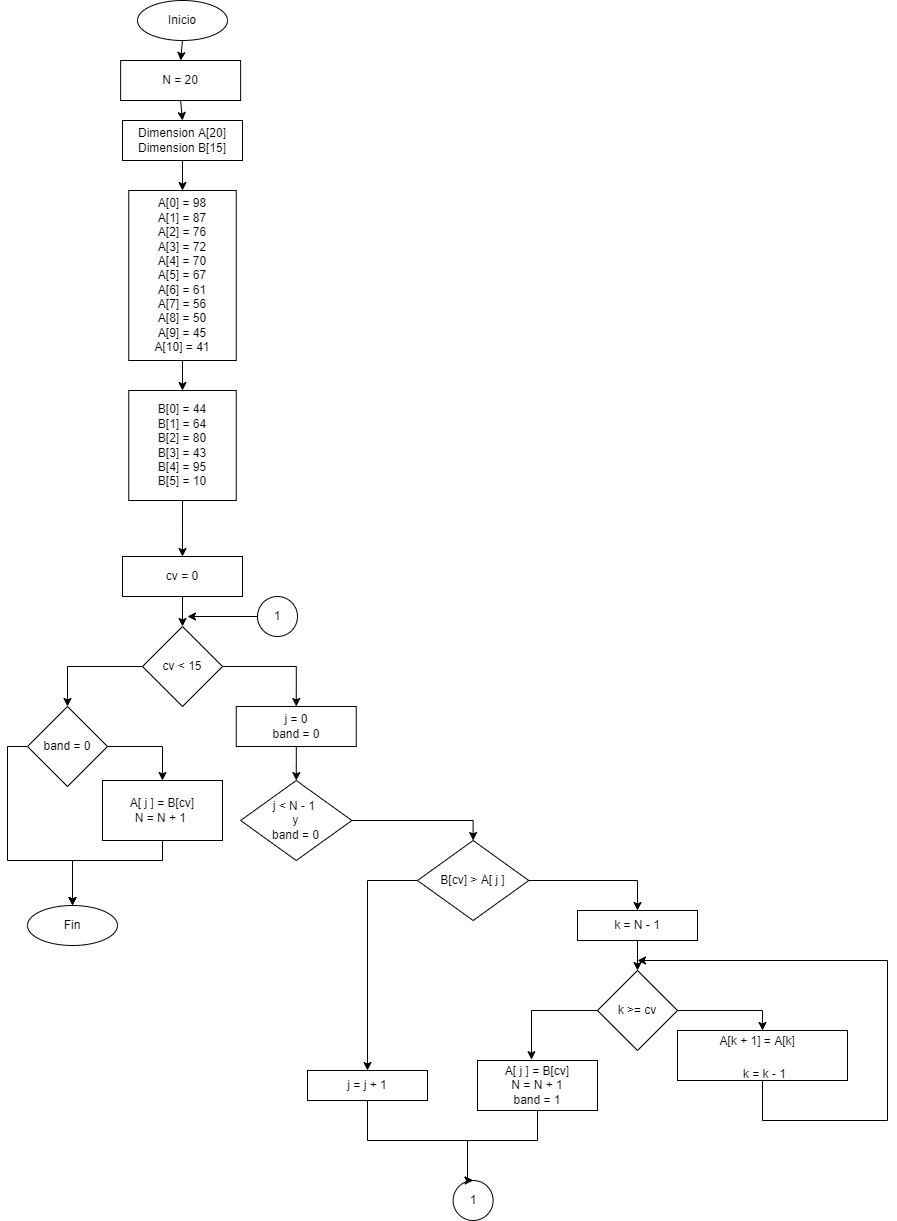 Inicio
N = 20
Dimension A[20]
Dimension B[15]
A[0] = 98
A[1] = 87
A[2] = 76
A[3] = 72
A[4] = 70
A[5] = 67
A[6] = 61
A[7] = 56
A[8] = 50
A[9] = 45
A[10] = 41
B[0] = 44
B[1] = 64
B[2] = 80
B[3] = 43
B[4] = 95
B[5] = 10
cv = 0
1
cv < 15
j = 0
band = 0
band = 0
A[ j ] = B[cv]
N = N + 1
j < N - 1
y
band = 0
B[cv] > A[ j ]
k = N - 1
Fin
k >= cv
A[k + 1] = A[k]
k = k - 1
j = j + 1
A[ j ] = B[cv]
N = N + 1
band = 1
1